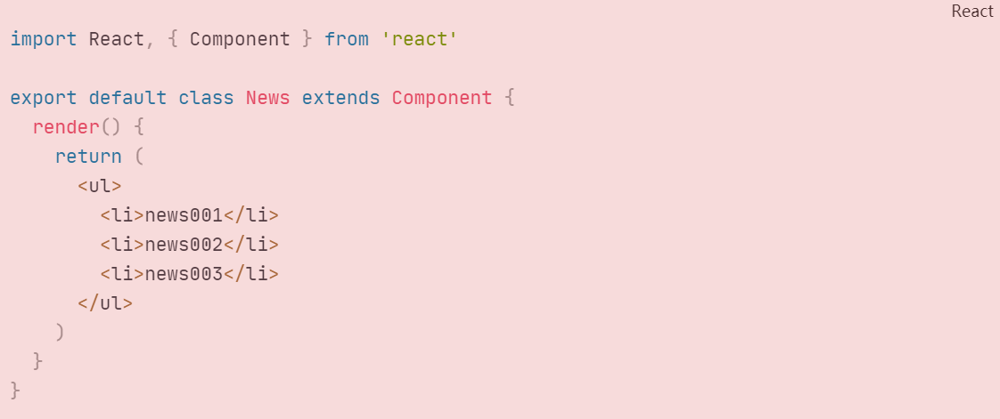 React
import React, { Component } from 'react'

export default class News extends Component {
  render() {
    return (
      <ul>
        <li>news001</li>
        <li>news002</li>
        <li>news003</li>
      </ul>
    )
  }
}